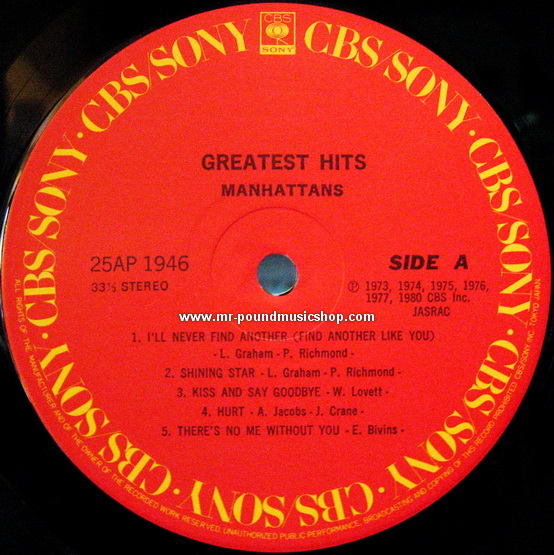 CBS
SONY
CBS/SONY · CBS/SONY · CBS/SONY · CBS/SONY · CBS/SONY · CBS/SONY · CBS/SONY · CBS/SONY
GREATEST HITS
MANHATTANS
25AP 1946
33⅓ STEREO
SIDE A
Ⓟ 1973, 1974, 1975, 1976,
1977, 1980 CBS Inc.
JASRAC
www.mr-poundmusicshop.com
1. I'LL NEVER FIND ANOTHER (FIND ANOTHER LIKE YOU)
- L. Graham - P. Richmond -
2. SHINING STAR - L. Graham - P. Richmond -
3. KISS AND SAY GOODBYE - W. Lovett -
4. HURT - A. Jacobs - J. Crane -
5. THERE'S NO ME WITHOUT YOU - E. Bivins -
ALL RIGHTS OF THE MANUFACTURER AND OF THE OWNER OF THE RECORDED WORK RESERVED. UNAUTHORIZED PUBLIC PERFORMANCE, BROADCASTING AND COPYING OF THIS RECORD PROHIBITED. CBS/SONY INC. TOKYO JAPAN.